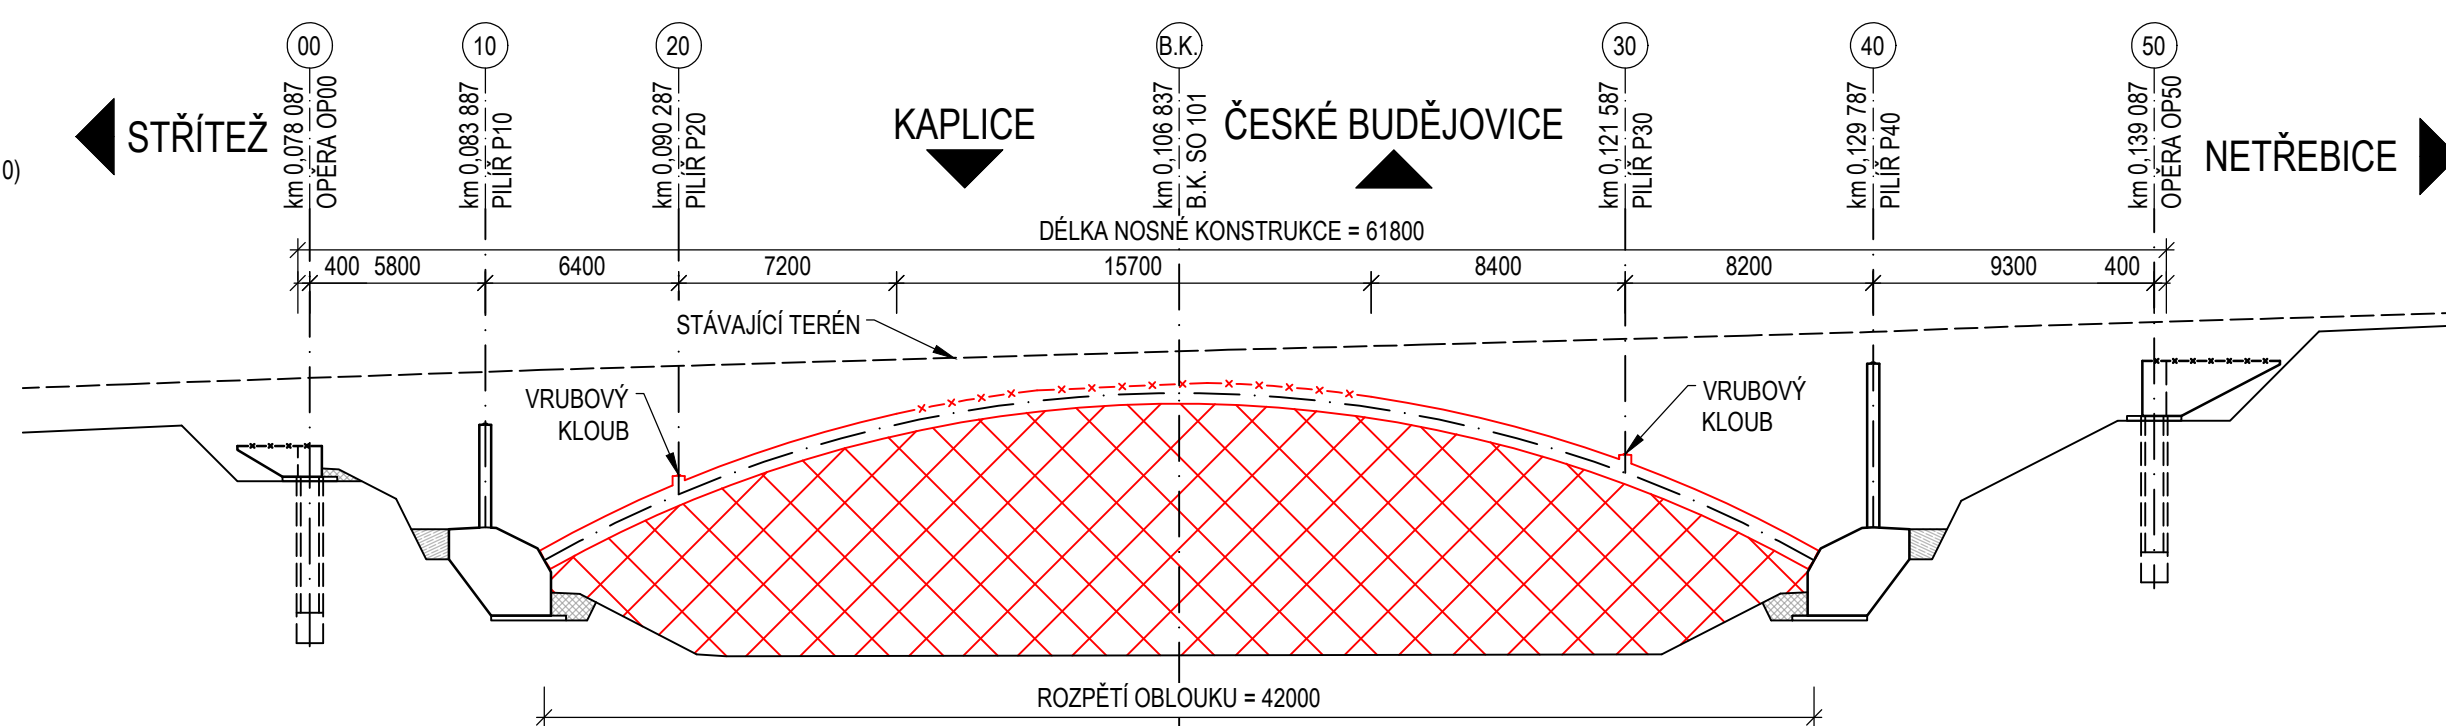 00
10
20
B.K.
30
40
50
km 0,078 087
OPĚRA OP00
km 0,083 887
PILÍŘ P10
km 0,090 287
PILÍŘ P20
km 0,106 837
B.K. SO 101
km 0,121 587
PILÍŘ P30
km 0,129 787
PILÍŘ P40
km 0,139 087
OPĚRA OP50
STŘÍTEŽ
KAPLICE
ČESKÉ BUDĚJOVICE
NETŘEBICE
0)
DÉLKA NOSNÉ KONSTRUKCE = 61800
400 5800 6400 7200 15700 8400 8200 9300 400
STÁVAJÍCÍ TERÉN
VRUBOVÝ
KLOUB
VRUBOVÝ
KLOUB
ROZPĚTÍ OBLOUKU = 42000